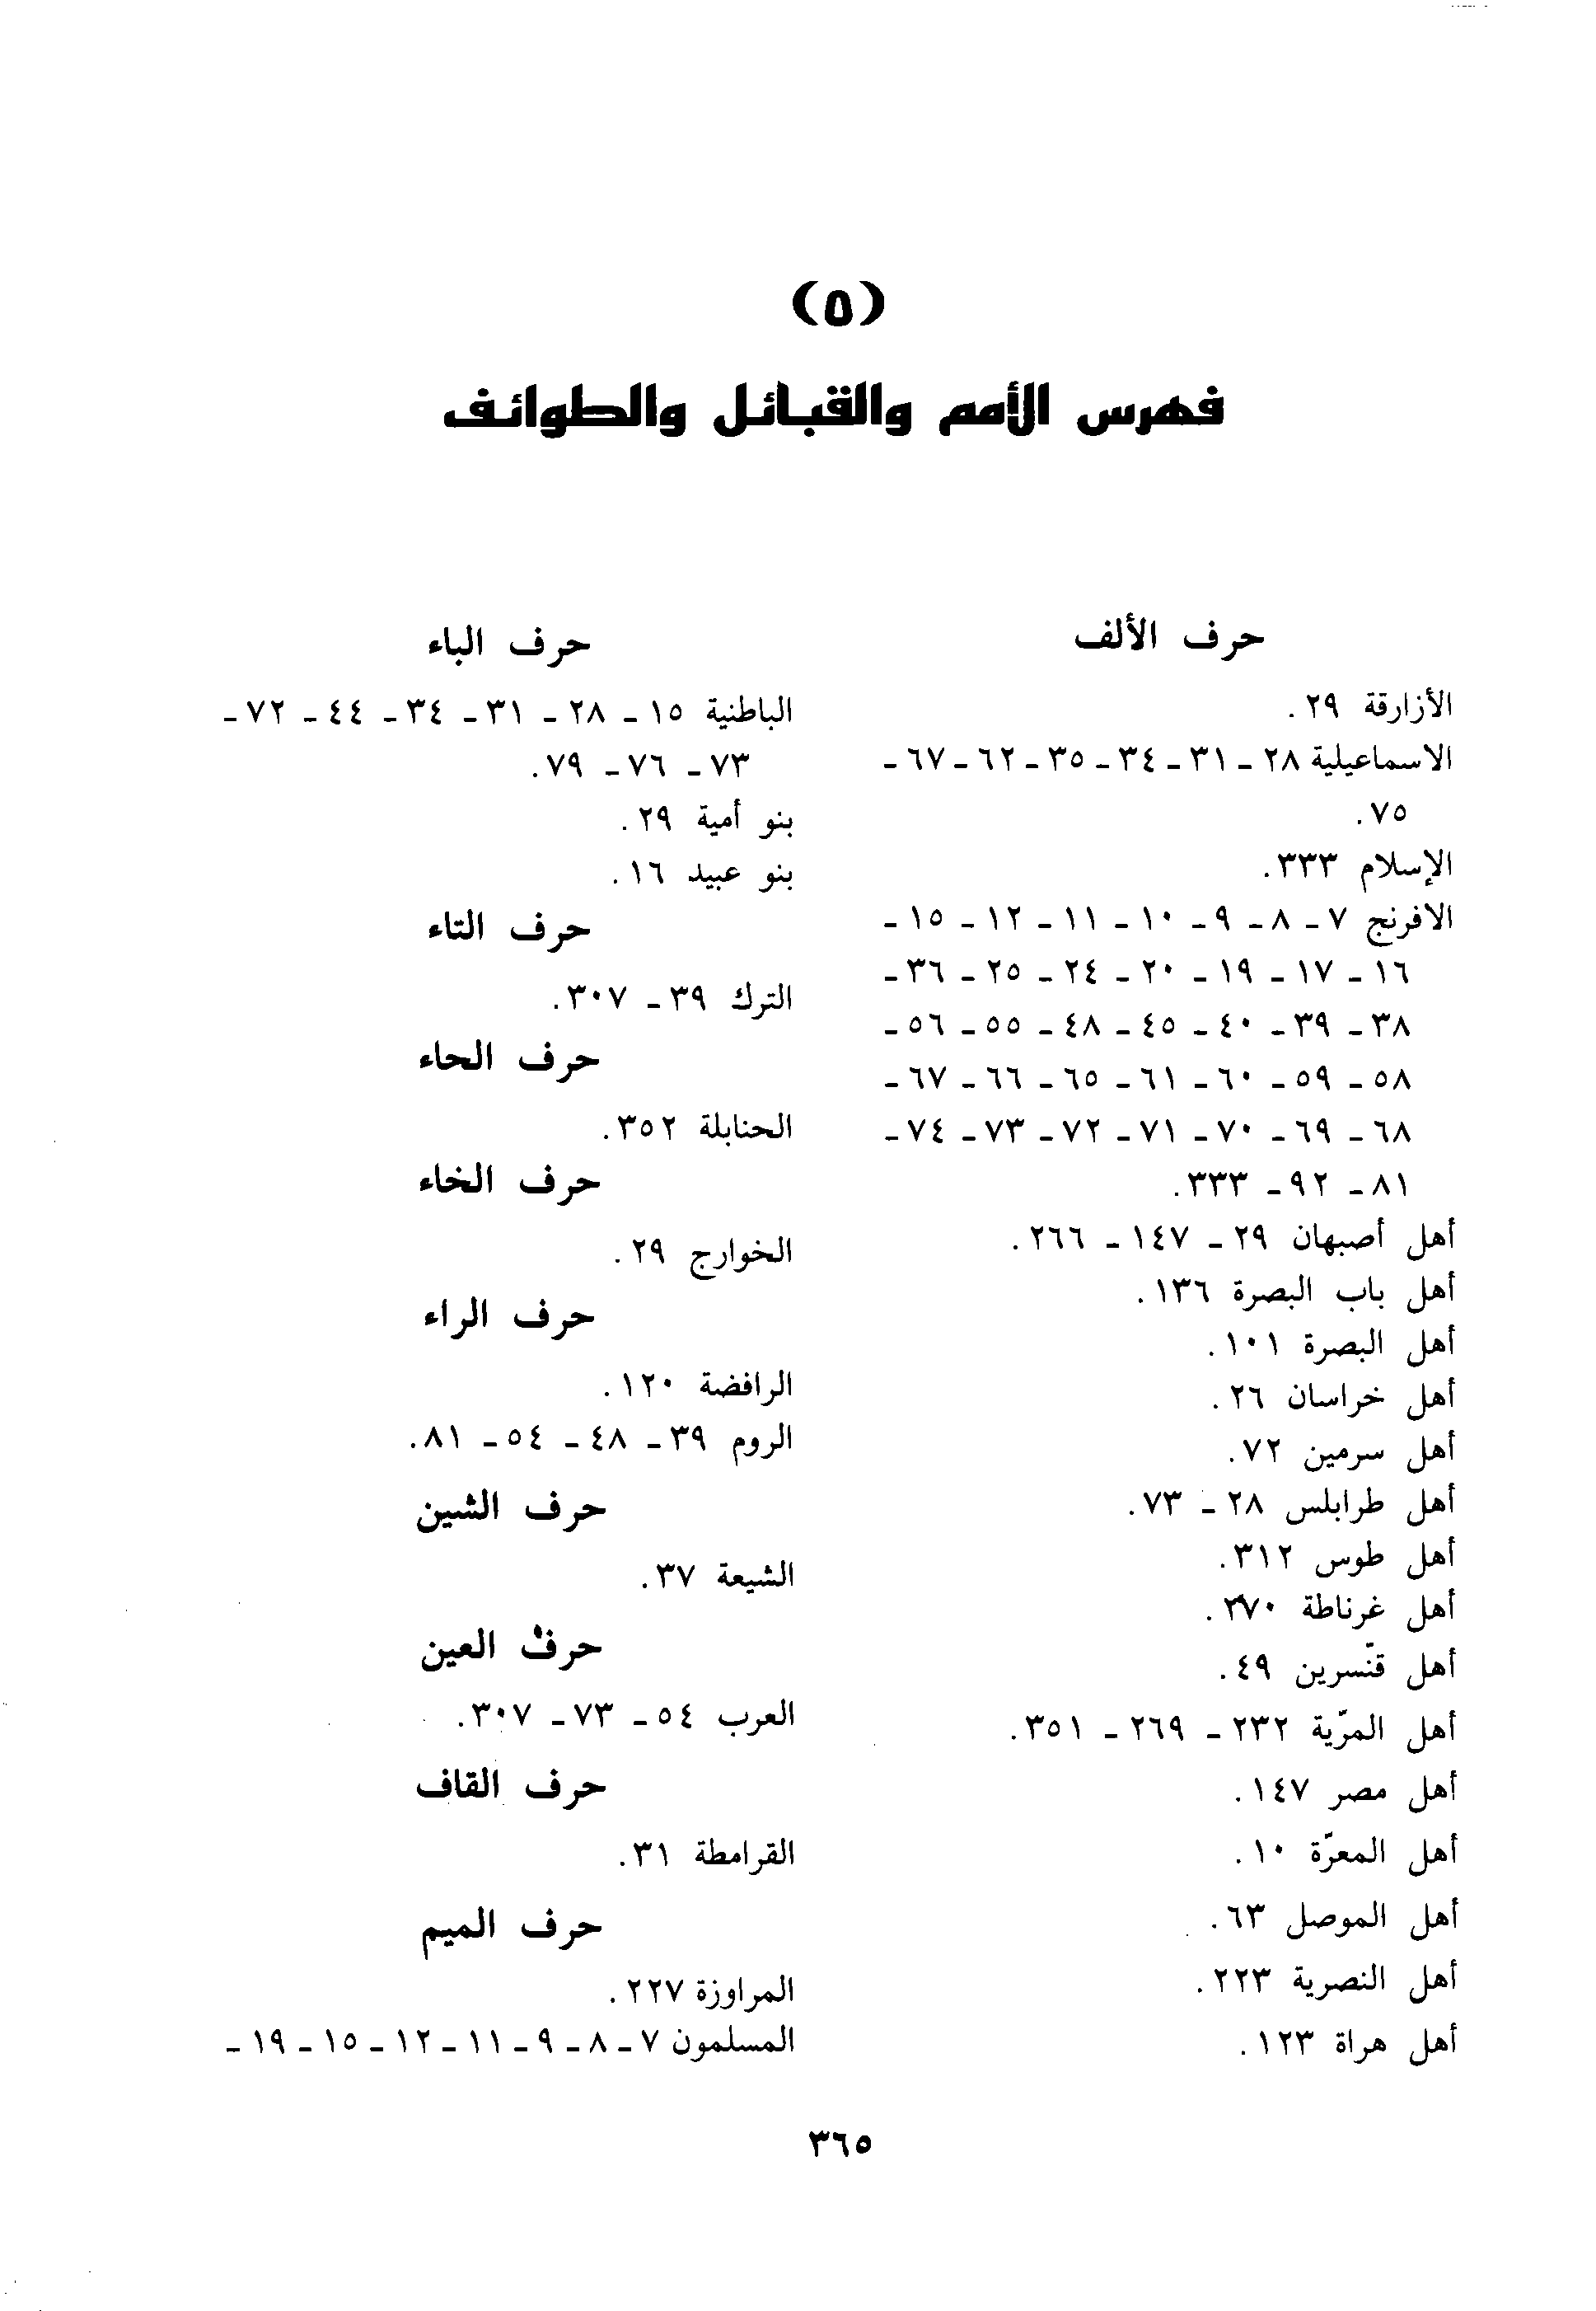 (٥)
فهرس الأمم والقبائل والطوائف
حرف الألف
الأزارقة ٢٩.
الاسماعيلية ٢٨ - ٣١ - ٣٤ - ٣٥ - ٦٢ - ٦٧ -
٧٥.
الإسلام ٣٣٣.
الافرنج ٧ - ٨ - ٩ - ١٠ - ١١ - ١٢ - ١٥ -
١٦ - ١٧ - ١٩ - ٢٠ - ٢٤ - ٢٥ - ٣٦ -
٣٨ - ٣٩ - ٤٠ - ٤٥ - ٤٨ - ٥٥ - ٥٦ -
٥٨ - ٥٩ - ٦٠ - ٦١ - ٦٥ - ٦٦ - ٦٧ -
٦٨ - ٦٩ - ٧٠ - ٧١ - ٧٢ - ٧٣ - ٧٤ -
٨١ - ٩٢ - ٣٣٣.
أهل أصبهان ٢٩ - ١٤٧ - ٢٦٦.
أهل باب البصرة ١٣٦.
أهل البصرة ١٠١.
أهل خراسان ٢٦.
أهل سرمين ٧٢.
أهل طرابلس ٢٨ - ٧٣.
أهل طوس ٣١٢.
أهل غرناطة ٢٧٠.
أهل قنّسرين ٤٩.
أهل المرّية ٢٣٢ - ٢٦٩ - ٣٥١.
أهل مصر ١٤٧.
أهل المعرّة ١٠.
أهل الموصل ٦٣.
أهل النصرية ٢٢٣.
أهل هراة ١٢٣.
حرف الباء
الباطنية ١٥ - ٢٨ - ٣١ - ٣٤ - ٤٤ - ٧٢ -
٧٣ - ٧٦ - ٧٩.
بنو أمية ٢٩.
بنو عبيد ١٦.
حرف التاء
الترك ٣٩ - ٣٠٧.
حرف الحاء
الحنابلة ٣٥٢.
حرف الخاء
الخوارج ٢٩.
حرف الراء
الرافضة ١٢٠.
الروم ٣٩ - ٤٨ - ٥٤ - ٨١.
حرف الشين
الشيعة ٣٧.
حرف العين
العرب ٥٤ - ٧٣ - ٣٠٧.
حرف القاف
القرامطة ٣١.
حرف الميم
المراوزة ٢٢٧.
المسلمون ٧ - ٨ - ٩ - ١١ - ١٢ - ١٥ - ١٩ -
٣٦٥